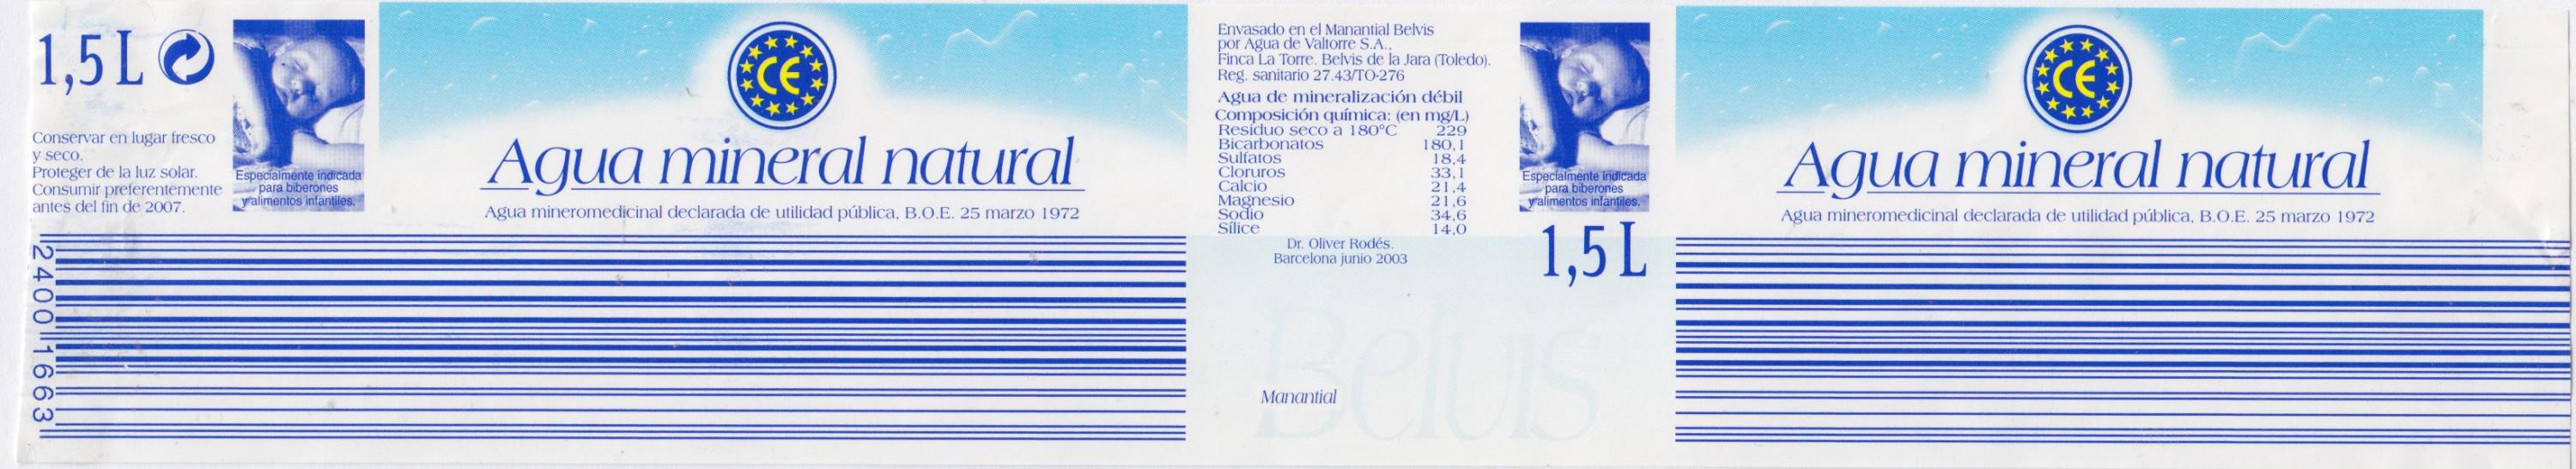 1,5 L
Conservar en lugar fresco
y seco.
Proteger de la luz solar.
Consumir preferentemente
antes del fin de 2007.
24001663
Especialmente indicada
para biberones
y alimentos infantiles.
CE
Agua mineral natural
Agua mineromedicinal declarada de utilidad pública, B.O.E. 25 marzo 1972
Envasado en el Manantial Belvis
por Agua de Valtorre S.A.,
Finca La Torre. Belvis de la Jara (Toledo).
Reg. sanitario 27.43/TO-276
Agua de mineralización débil
Composición química: (en mg/L)
Residuo seco a 180°C 229
Bicarbonatos 180,1
Sulfatos 18,4
Cloruros 33,1
Calcio 21,4
Magnesio 21,6
Sodio 34,6
Sílice 14,0
Dr. Oliver Rodés.
Barcelona junio 2003
Manantial
Belvis
Especialmente indicada
para biberones
y alimentos infantiles.
1,5 L
CE
Agua mineral natural
Agua mineromedicinal declarada de utilidad pública, B.O.E. 25 marzo 1972